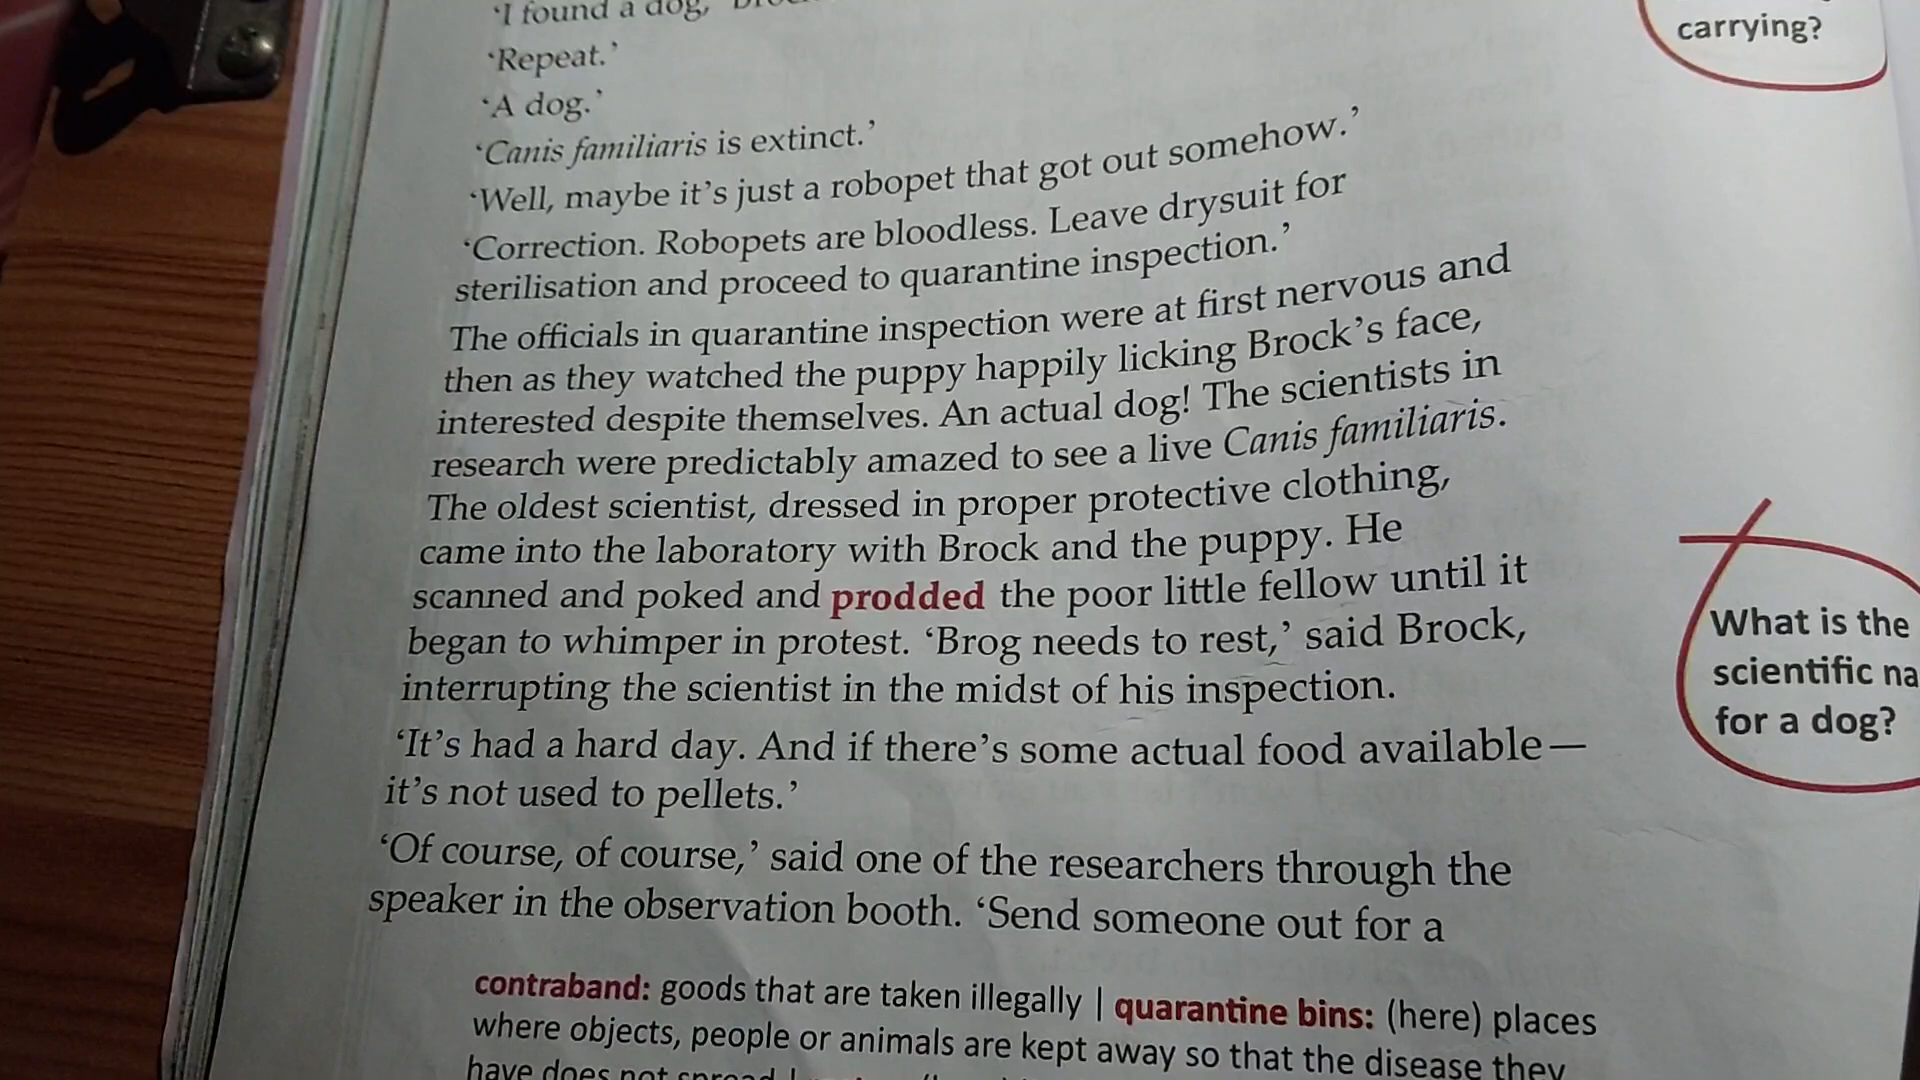 ‘I found a dog,
‘Repeat.’
‘A dog.’
‘Canis familiaris is extinct.’
‘Well, maybe it’s just a robopet that got out somehow.’
‘Correction. Robopets are bloodless. Leave drysuit for
sterilisation and proceed to quarantine inspection.’
The officials in quarantine inspection were at first nervous and
then as they watched the puppy happily licking Brock’s face,
interested despite themselves. An actual dog! The scientists in
research were predictably amazed to see a live Canis familiaris.
The oldest scientist, dressed in proper protective clothing,
came into the laboratory with Brock and the puppy. He
scanned and poked and prodded the poor little fellow until it
began to whimper in protest. ‘Brog needs to rest,’ said Brock,
interrupting the scientist in the midst of his inspection.
‘It’s had a hard day. And if there’s some actual food available—
it’s not used to pellets.’
‘Of course, of course,’ said one of the researchers through the
speaker in the observation booth. ‘Send someone out for a
contraband: goods that are taken illegally | quarantine bins: (here) places
where objects, people or animals are kept away so that the disease they
have does not spread |
carrying?
What is the
scientific na
for a dog?